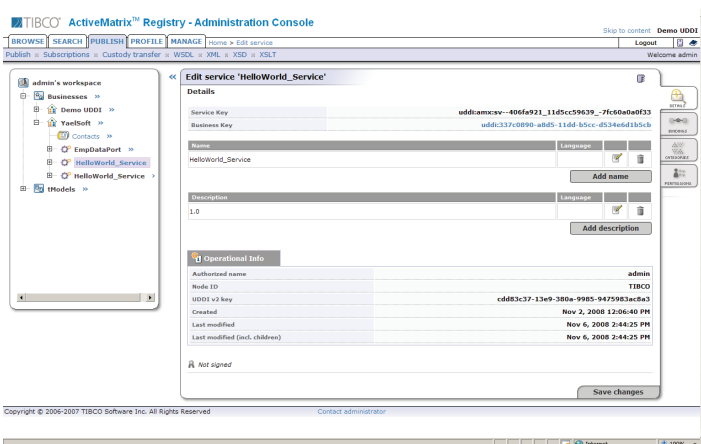 TIBCO ActiveMatrix™ Registry - Administration Console
Skip to content Demo UDDI
BROWSE SEARCH PUBLISH PROFILE MANAGE Home > Edit service Logout
Publish Subscriptions Custody transfer WSDL XML XSD XSLT Welcome admin
admin's workspace
Businesses »
Demo UDDI »
YaelSoft »
Contacts »
EmpDataPort »
HelloWorld_Service
HelloWorld_Service
tModels »
«
Edit service 'HelloWorld_Service'
Details
Service Key uddi:amx:sv--406fa921_11d5cc59639_-7fc60a0a0f33
Business Key uddi:337c0890-a8d5-11dd-b5cc-d534e6d1b5cb
Name Language
HelloWorld_Service
Add name
Description Language
1.0
Add description
Operational Info
Authorized name admin
Node ID TIBCO
UDDI v2 key cdd83c37-13e9-380a-9985-9475983ac8a3
Created Nov 2, 2008 12:06:40 PM
Last modified Nov 6, 2008 2:44:25 PM
Last modified (incl. children) Nov 6, 2008 2:44:25 PM
Not signed
Save changes
DETAILS
BINDINGS
CATEGORIES
PERMISSIONS
Copyright © 2006-2007 TIBCO Software Inc. All Rights Reserved Contact administrator
Internet 100%